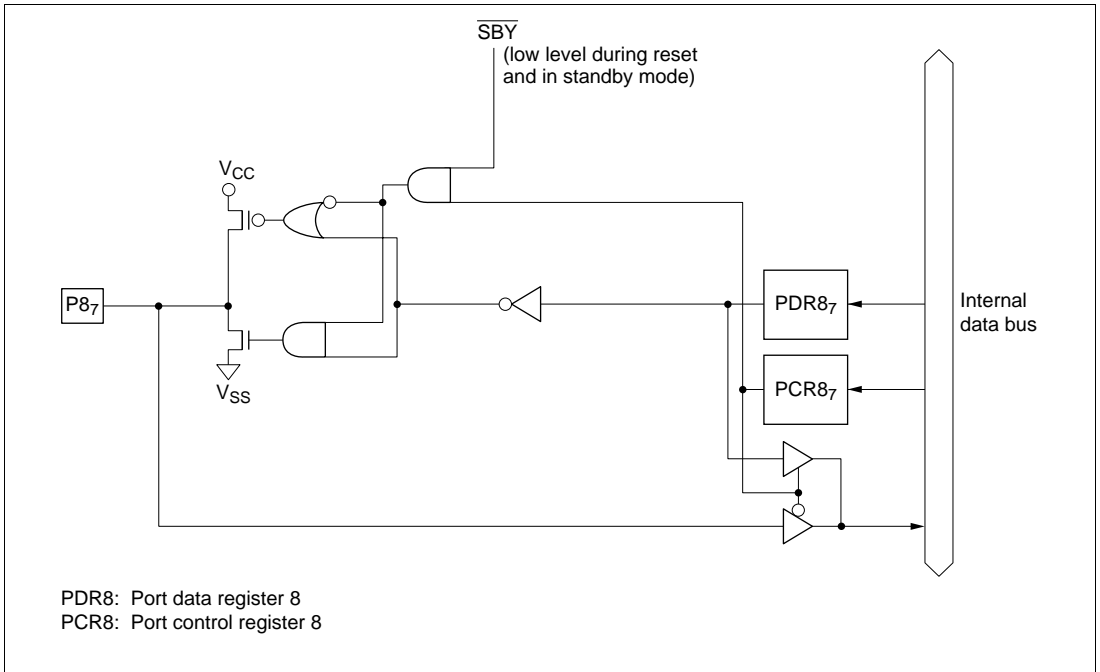 S̅B̅Y̅
(low level during reset
and in standby mode)
VCC
P87
PDR87
Internal
data bus
PCR87
VSS
PDR8: Port data register 8
PCR8: Port control register 8